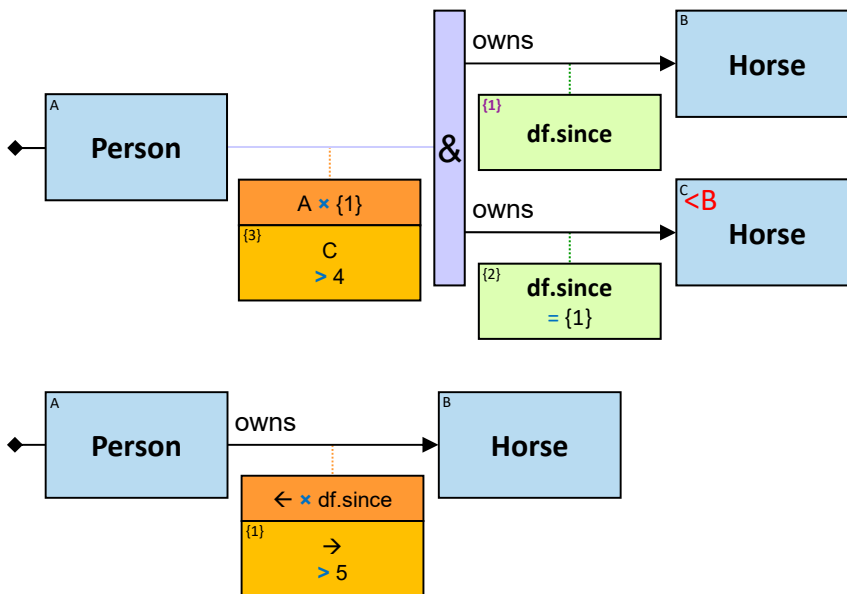 A
Person
A × {1}
{3}
C
> 4
&
owns
B
Horse
{1}
df.since
owns
C
<B
Horse
{2}
df.since
= {1}
A
Person
owns
B
Horse
← × df.since
{1}
→
> 5